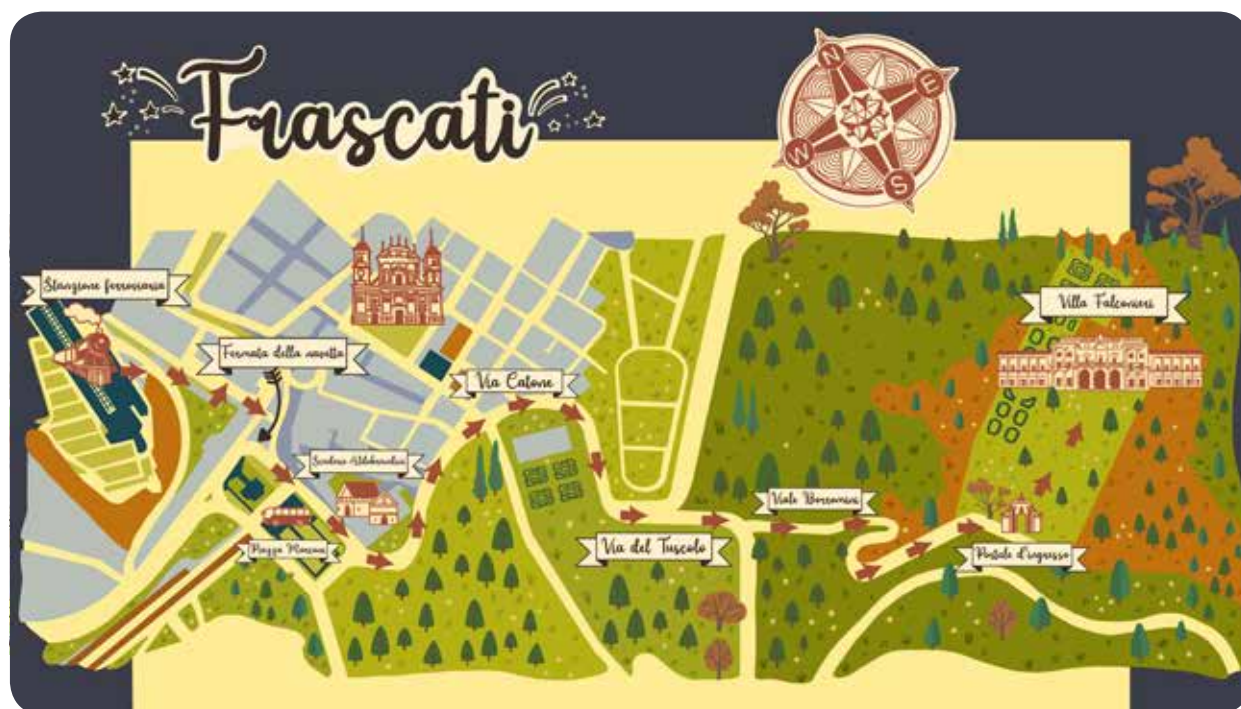 Frascati
N
E
W
S
Stazione ferroviaria
Villa Falconieri
Fermata della navetta
Via Catone
Scuderie Aldobrandini
Viale Borromini
Piazza Marconi
Via del Tuscolo
Portale d'ingresso